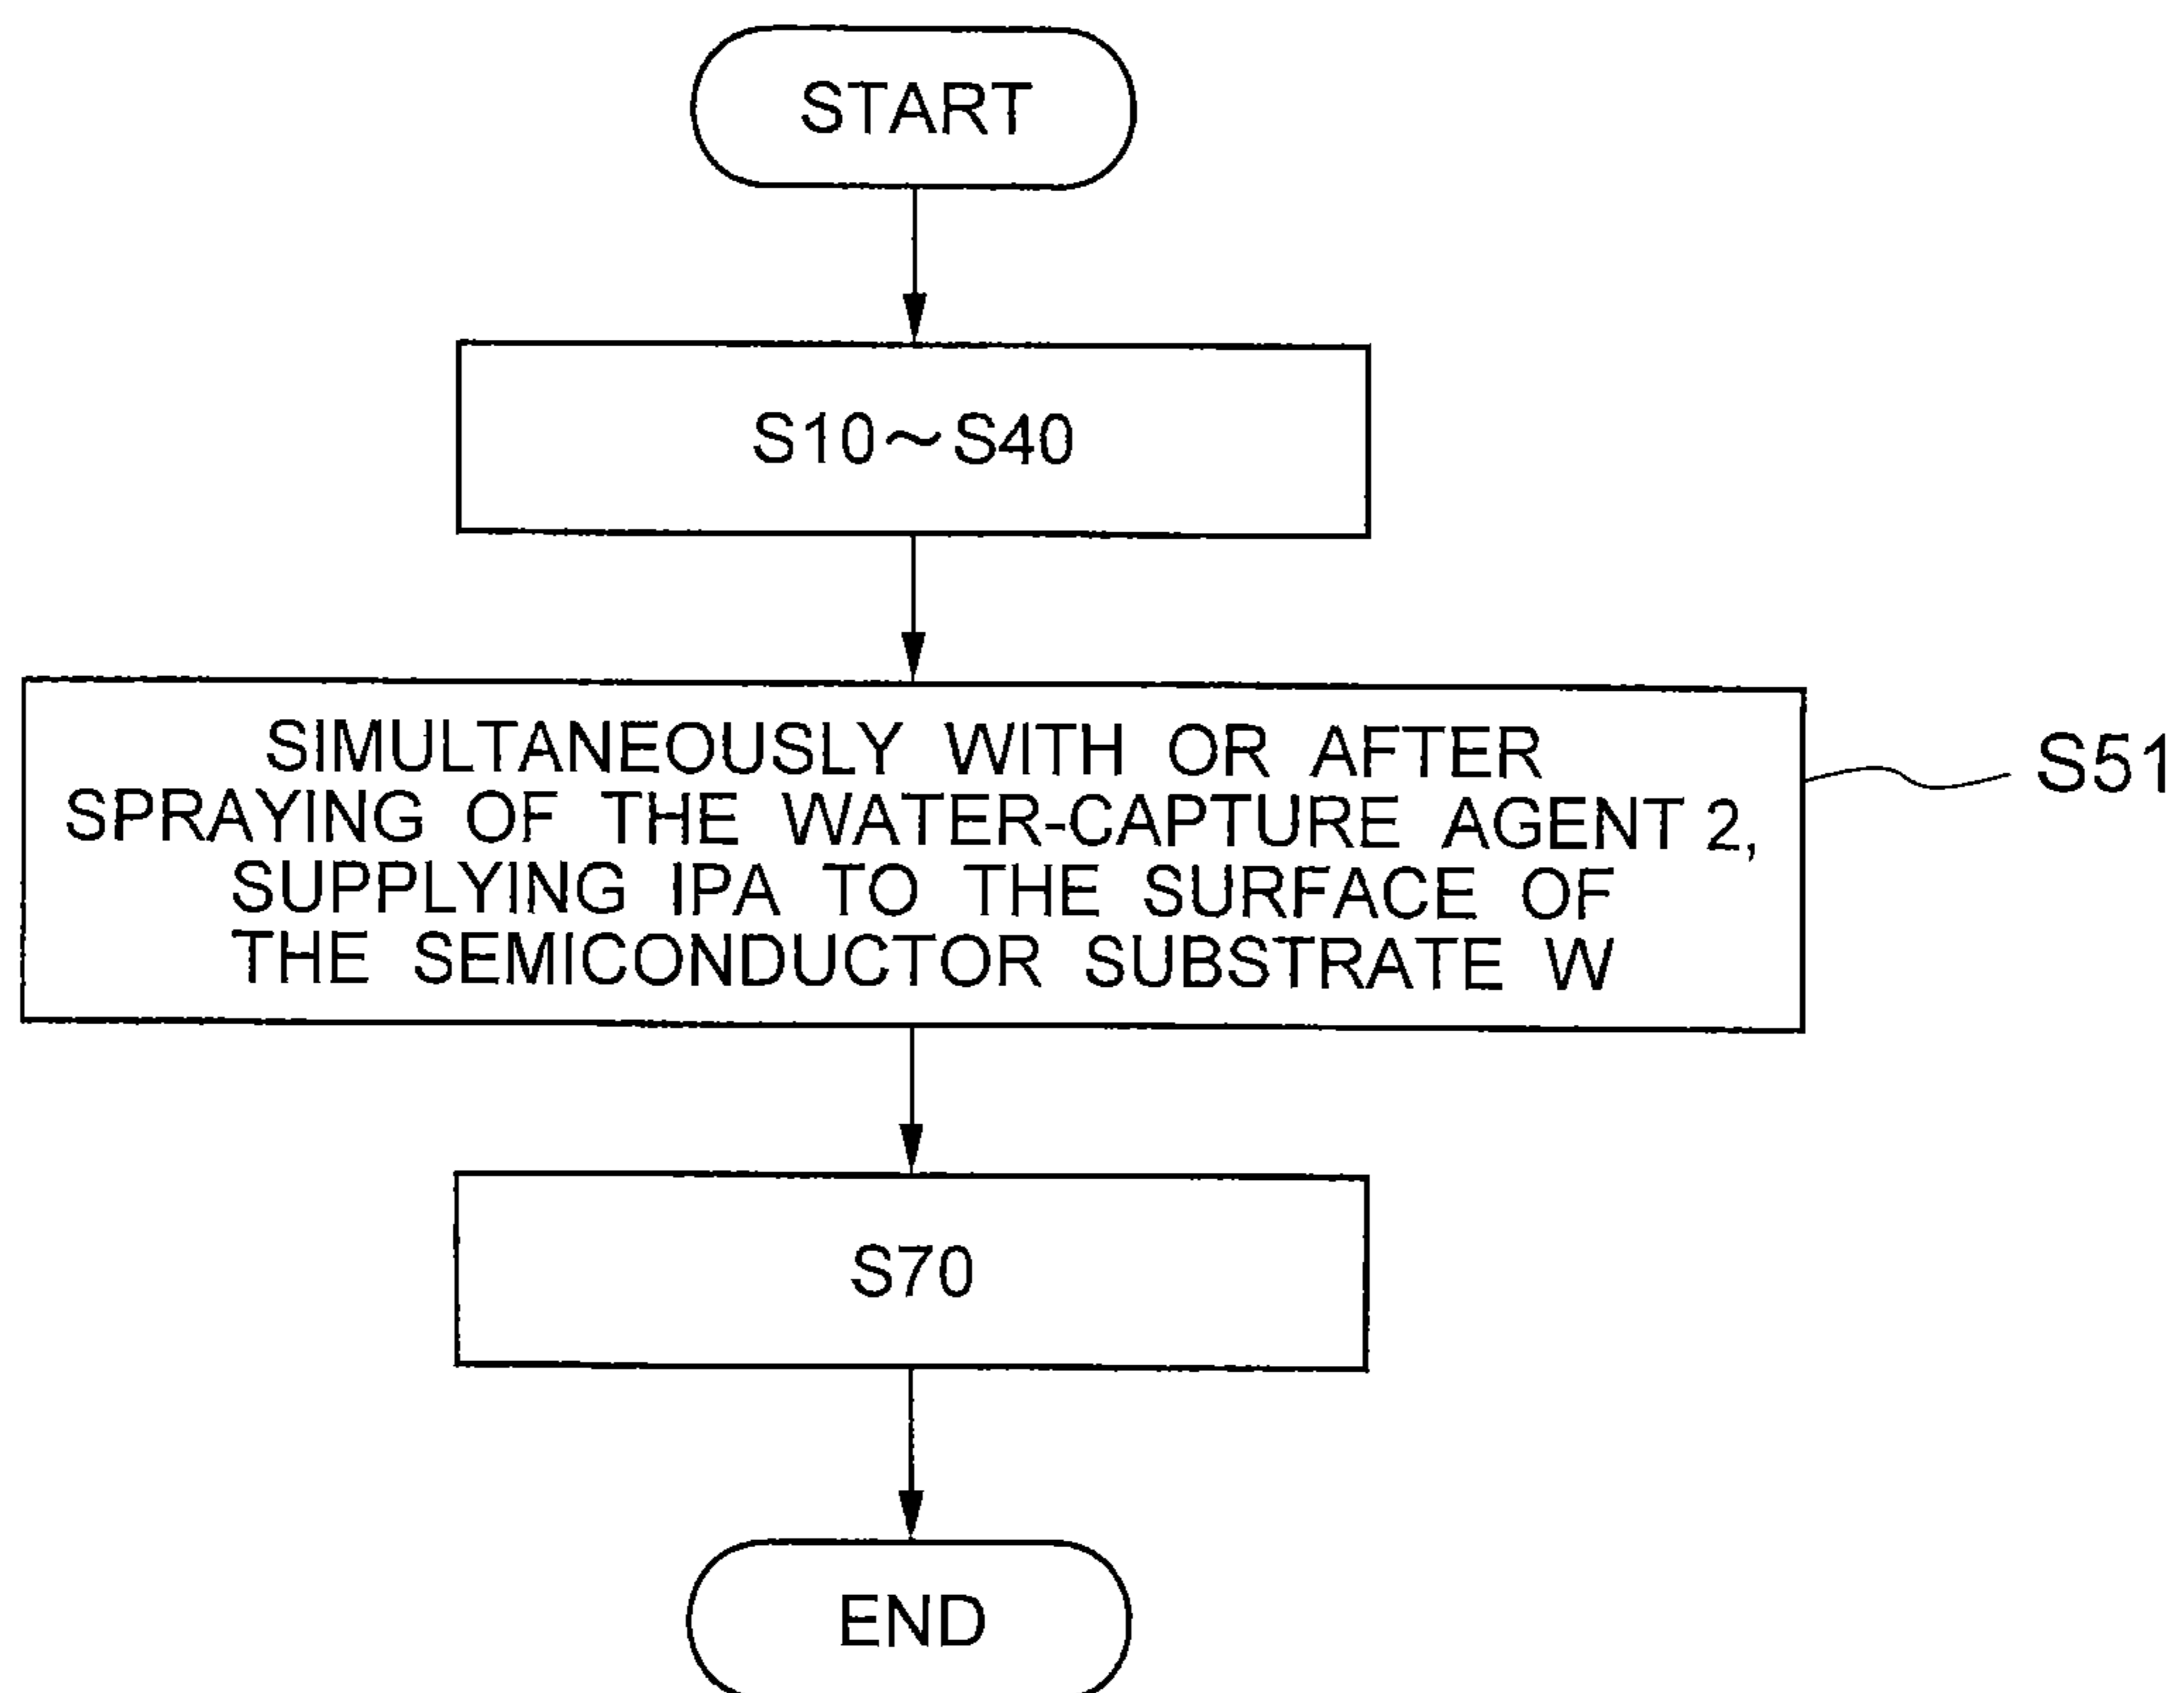 START
S10~S40
SIMULTANEOUSLY WITH OR AFTER
SPRAYING OF THE WATER-CAPTURE AGENT 2,
SUPPLYING IPA TO THE SURFACE OF
THE SEMICONDUCTOR SUBSTRATE W
S51
S70
END